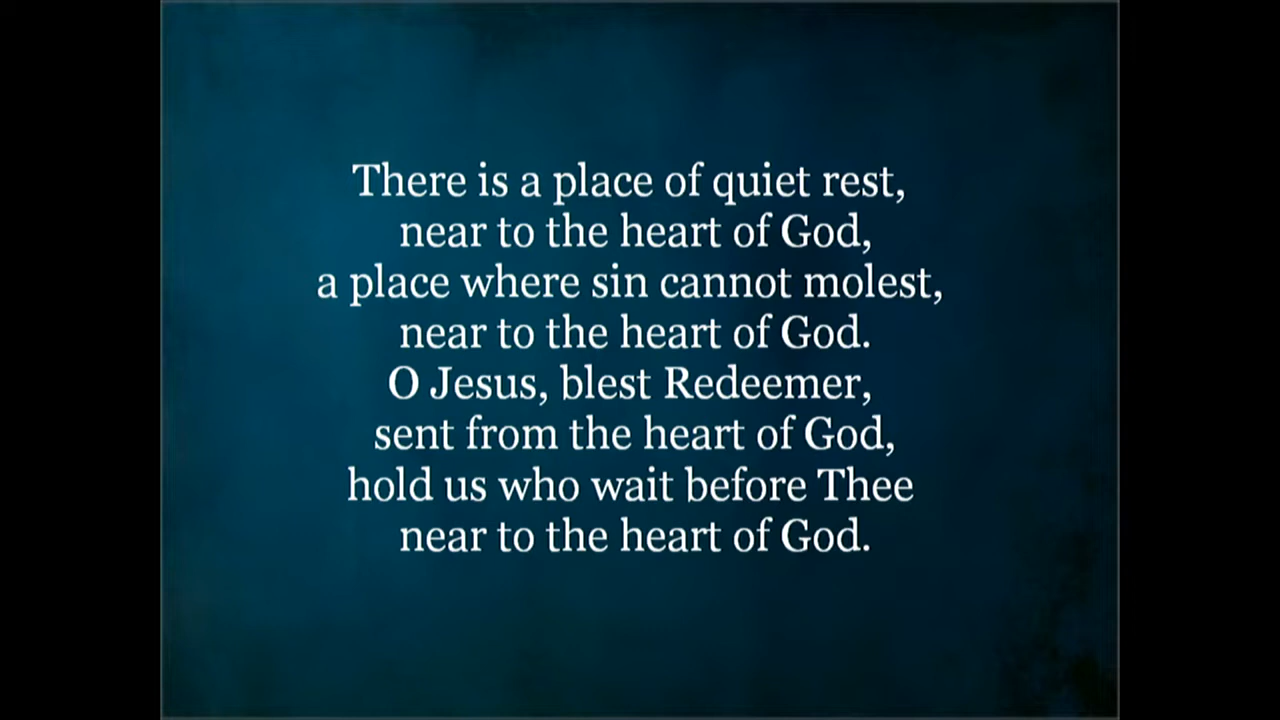 There is a place of quiet rest,
near to the heart of God,
a place where sin cannot molest,
near to the heart of God.
O Jesus, blest Redeemer,
sent from the heart of God,
hold us who wait before Thee
near to the heart of God.